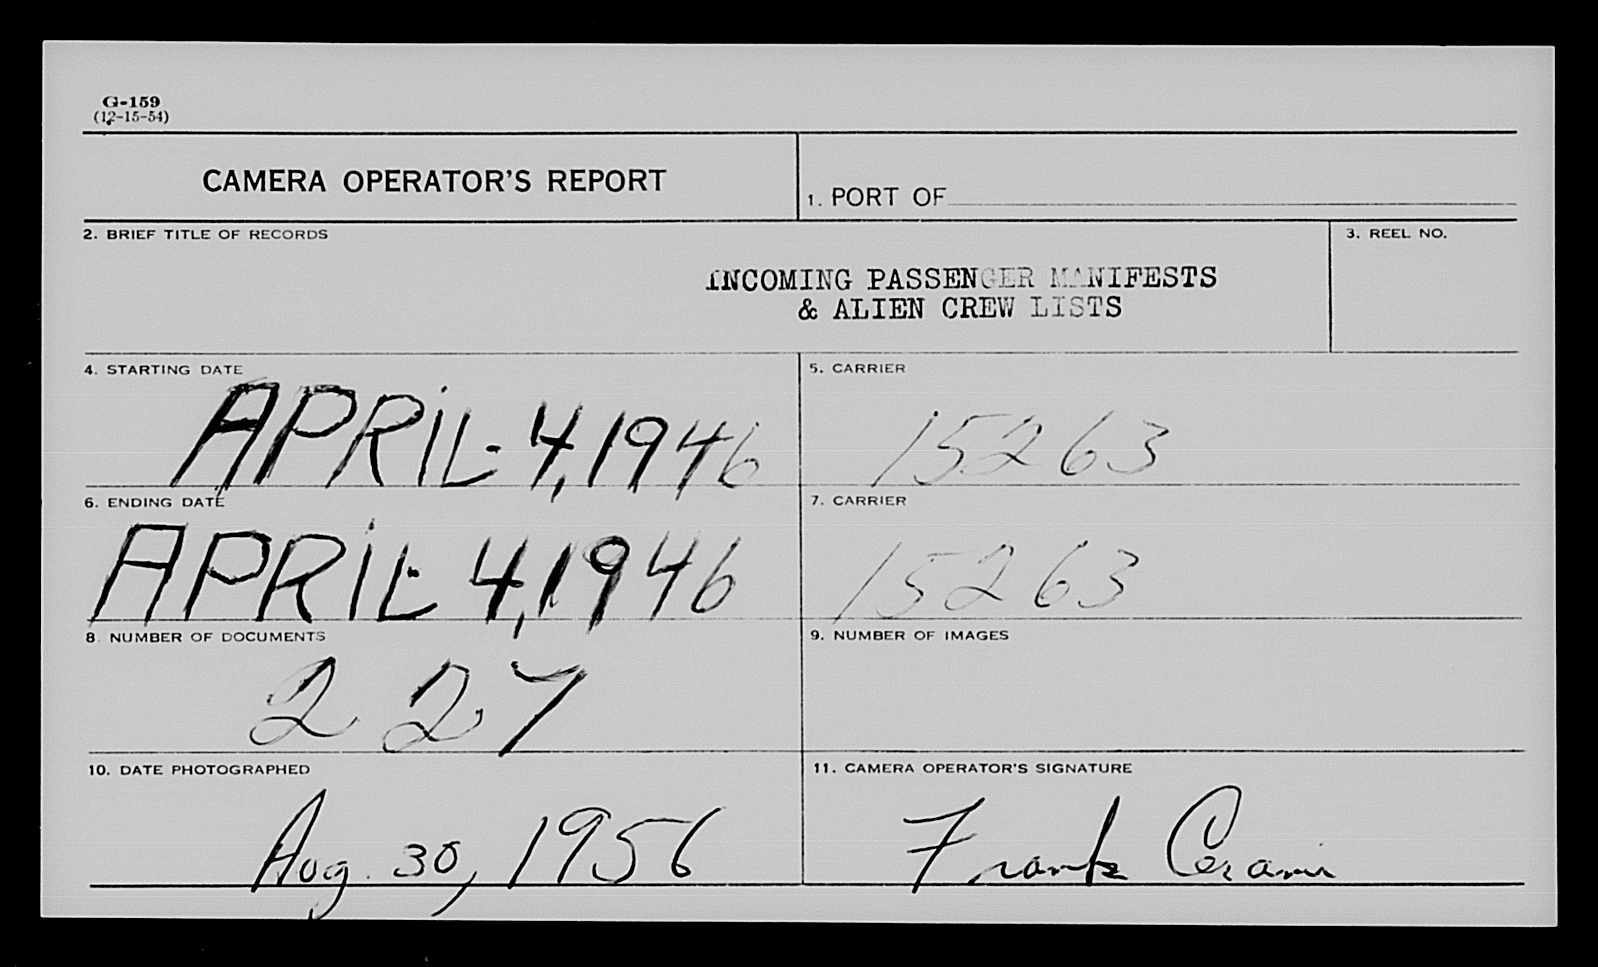 G-159
(12-15-54)
CAMERA OPERATOR'S REPORT
1. PORT OF
2. BRIEF TITLE OF RECORDS
3. REEL NO.
INCOMING PASSENGER MANIFESTS
& ALIEN CREW LISTS
4. STARTING DATE
5. CARRIER
APRIL 4, 1946
15263
6. ENDING DATE
7. CARRIER
APRIL 4, 1946
15263
8. NUMBER OF DOCUMENTS
9. NUMBER OF IMAGES
227
10. DATE PHOTOGRAPHED
11. CAMERA OPERATOR'S SIGNATURE
Aug. 30, 1956
Frank